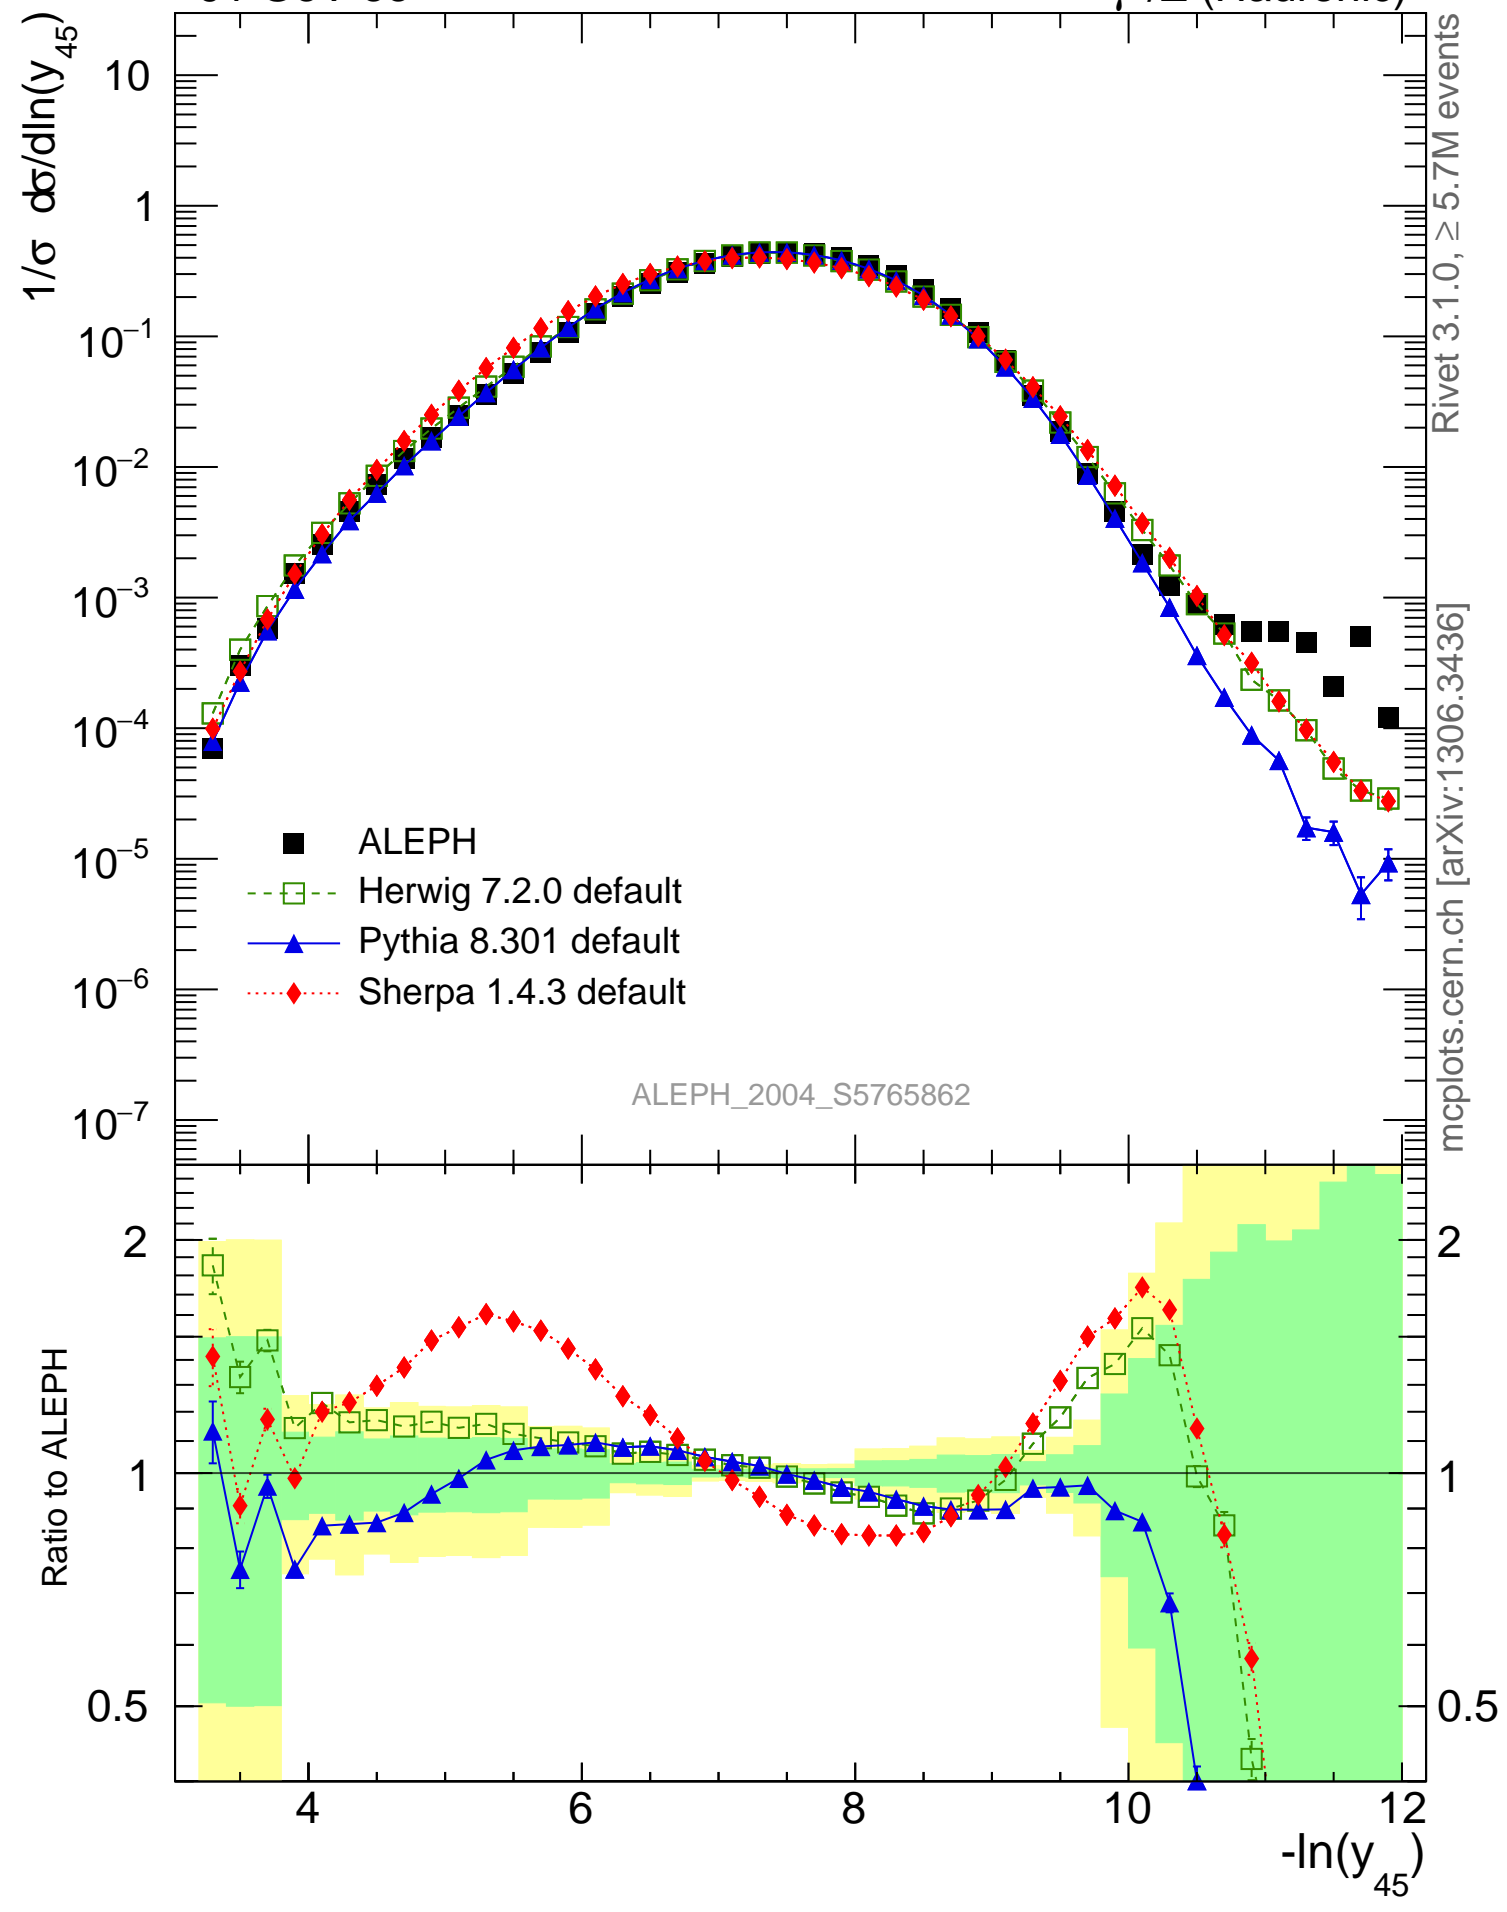 1/σ dσ/dln(y45)
10
1
10−1
10−2
10−3
10−4
10−5
10−6
10−7
ALEPH
Herwig 7.2.0 default
Pythia 8.301 default
Sherpa 1.4.3 default
ALEPH_2004_S5765862
Rivet 3.1.0, ≥ 5.7M events
mcplots.cern.ch [arXiv:1306.3436]
Ratio to ALEPH
2
1
0.5
2
1
0.5
4 6 8 10 12
-ln(y45)